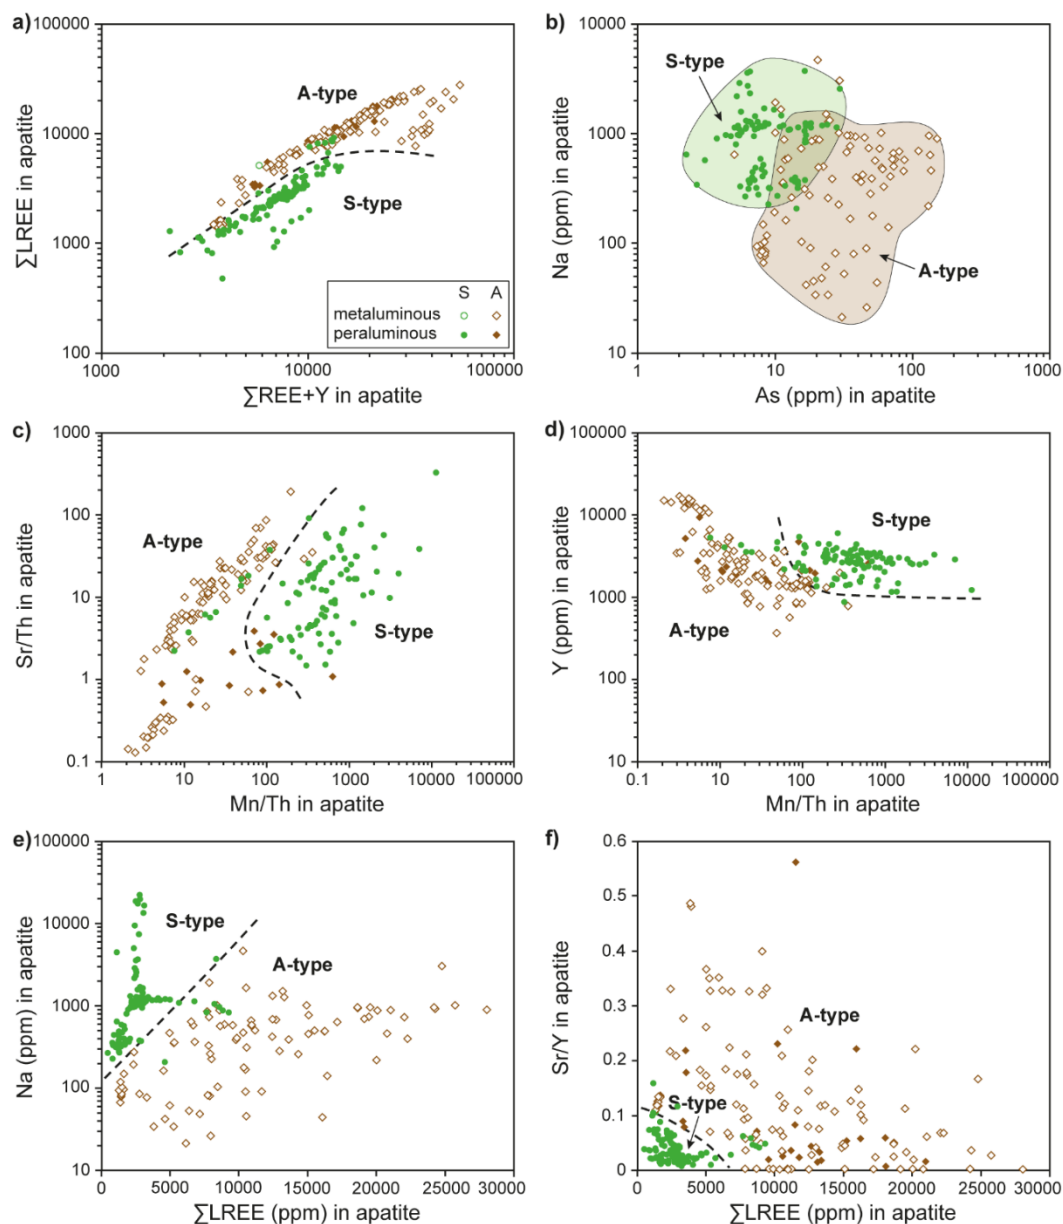 a)
100000
10000
1000
100
∑LREE in apatite
A-type
S-type
S A
metaluminous
peraluminous
1000 10000 100000
∑REE+Y in apatite
b)
10000
1000
100
10
Na (ppm) in apatite
S-type
A-type
1 10 100 1000
As (ppm) in apatite
c)
1000
100
10
1
0.1
Sr/Th in apatite
A-type
S-type
1 10 100 1000 10000 100000
Mn/Th in apatite
d)
100000
10000
1000
100
10
Y (ppm) in apatite
S-type
A-type
0.1 1 10 100 1000 10000 100000
Mn/Th in apatite
e)
100000
10000
1000
100
10
Na (ppm) in apatite
S-type
A-type
0 5000 10000 15000 20000 25000 30000
∑LREE (ppm) in apatite
f)
0.6
0.5
0.4
0.3
0.2
0.1
0
Sr/Y in apatite
A-type
S-type
0 5000 10000 15000 20000 25000 30000
∑LREE (ppm) in apatite